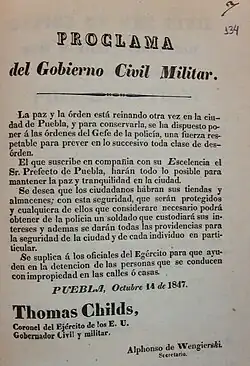 134
PROCLAMA
del Gobierno Civil Militar.
La paz y la órden está reinando otra vez en la ciu-
dad de Puebla, y para conservarla, se ha dispuesto po-
ner á las órdenes del Gefe de la policía, una fuerza res-
petable para prever en lo succesivo toda clase de des-
órden.
El que suscribe en compañia con su Escelencia el
Sr. Prefecto de Puebla, harán todo lo posible para
mantener la paz y tranquilidad en la ciudad.
Se desea que los ciudadanos habran sus tiendas y
almacenes; con esta seguridad, que serán protegidos
y cualquiera de ellos que considerare necesario podrá
obtener de la policia un soldado que custodiará sus in-
tereses y ademas se darán todas las providencias para
la seguridad de la ciudad y de cada individuo en par-
ticular.
Se suplica á los oficiales del Egército para que ayu-
den en la detencion de las personas que se conducen
con impropiedad en las calles ó casas.
PUEBLA, Octubre 14 de 1847.
Thomas Childs,
Coronel del Ejército de los E. U.
Gobernador Civil y militar.
Alphonso de Wengierski.
Secretario.